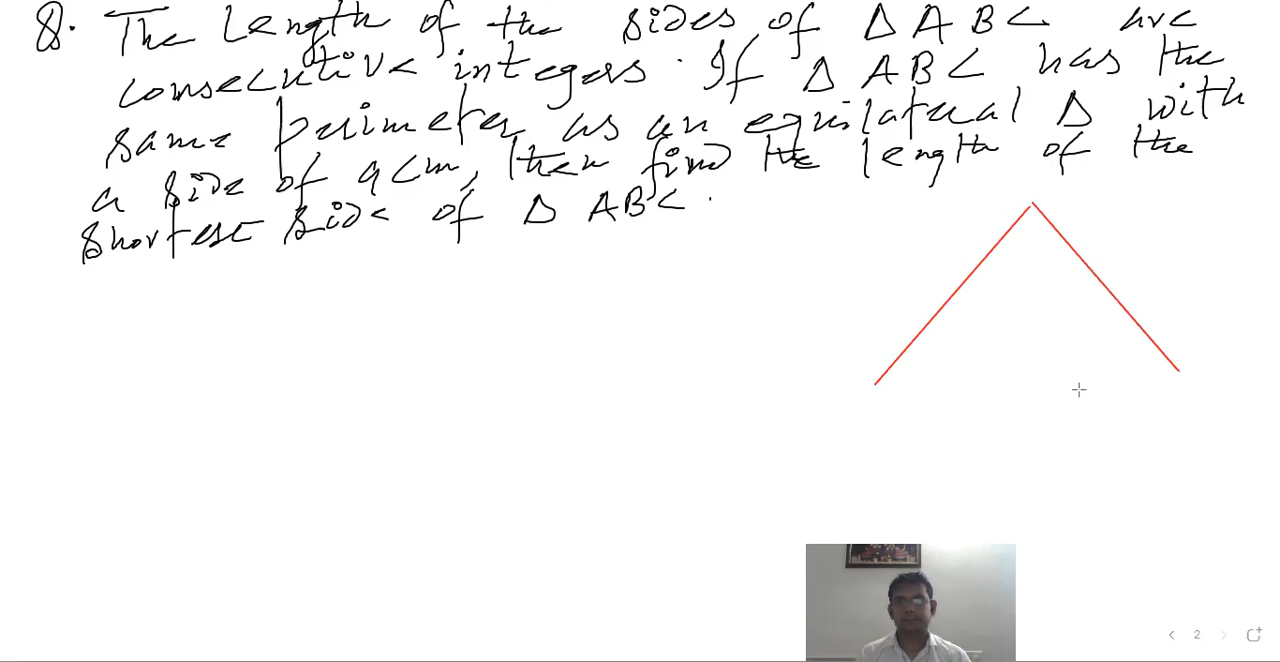 Q. The Length of the sides of Δ ABC are
consecutive integers. If Δ ABC has the
same perimeter as an equilateral Δ with
a side of 9cm, then find the length of the
shortest side of Δ ABC.
< 2 >